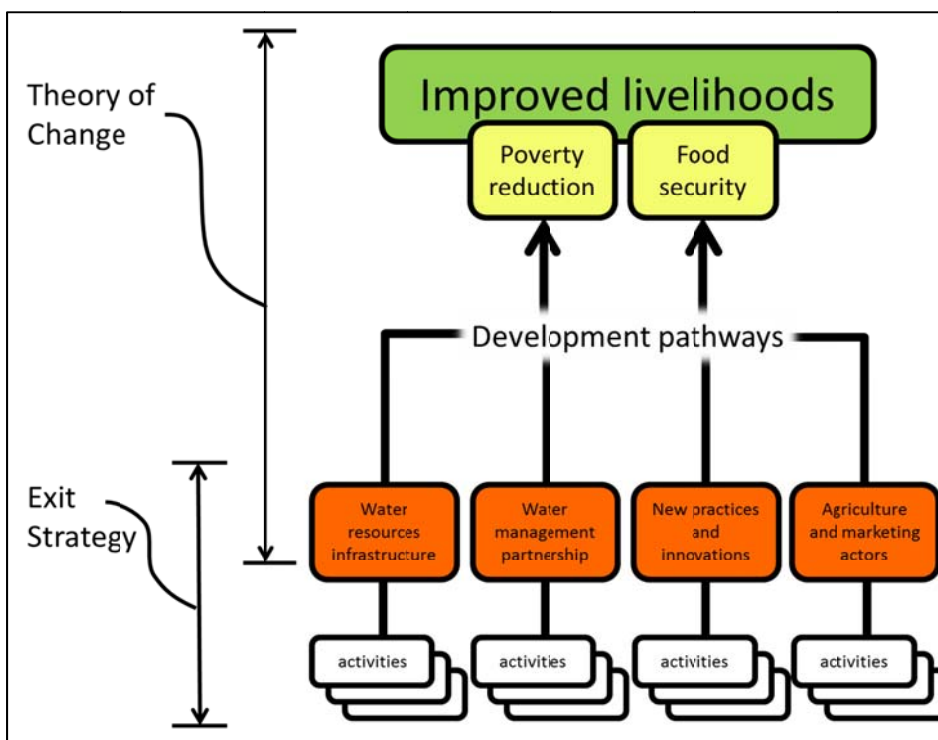 Theory of
Change
Improved livelihoods
Poverty
reduction
Food
security
Development pathways
Exit
Strategy
Water
resources
infrastructure
Water
management
partnership
New practices
and
innovations
Agriculture
and marketing
actors
activities
activities
activities
activities